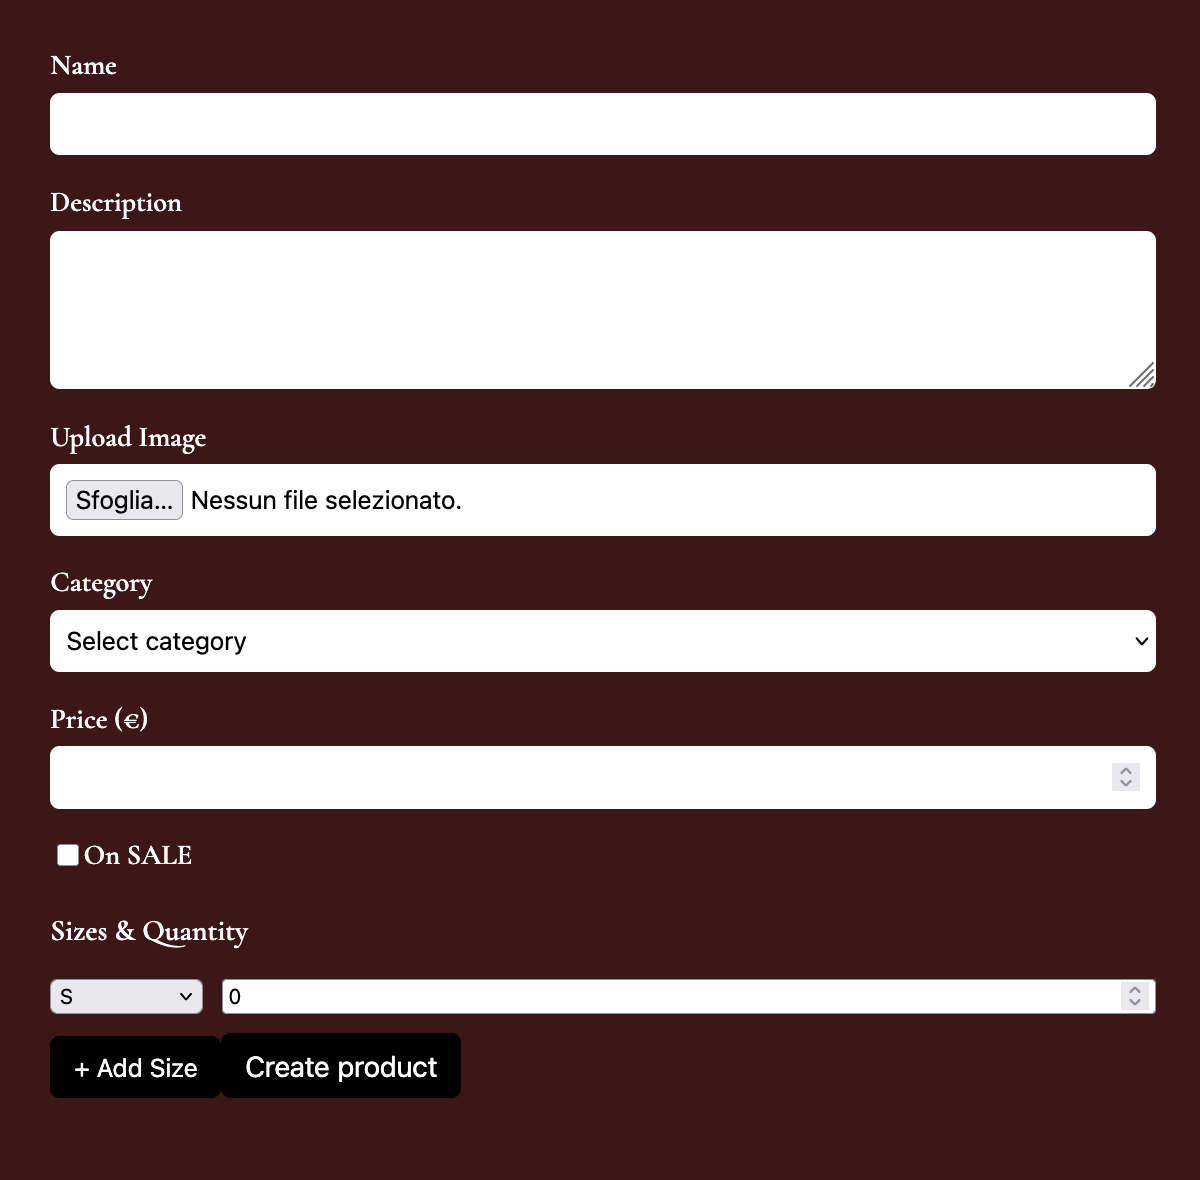 Name
Description
Upload Image
Sfoglia... Nessun file selezionato.
Category
Select category
Price (€)
On SALE
Sizes & Quantity
S 0
+ Add Size Create product